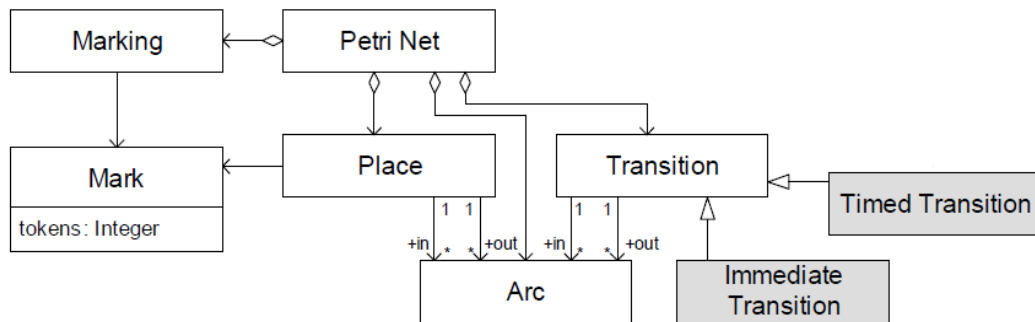 Marking
Petri Net
Mark
tokens: Integer
Place
Transition
Timed Transition
Immediate
Transition
1
1
1
1
+in
*
*
+out
+in
*
*
+out
Arc